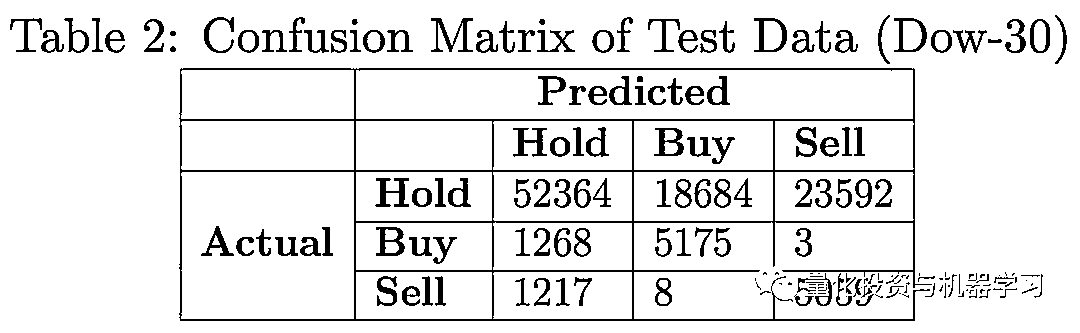 Table 2: Confusion Matrix of Test Data (Dow-30)
Predicted
Hold Buy Sell
Hold 52364 18684 23592
Actual Buy 1268 5175 3
Sell 1217 8
量化投资与机器学习